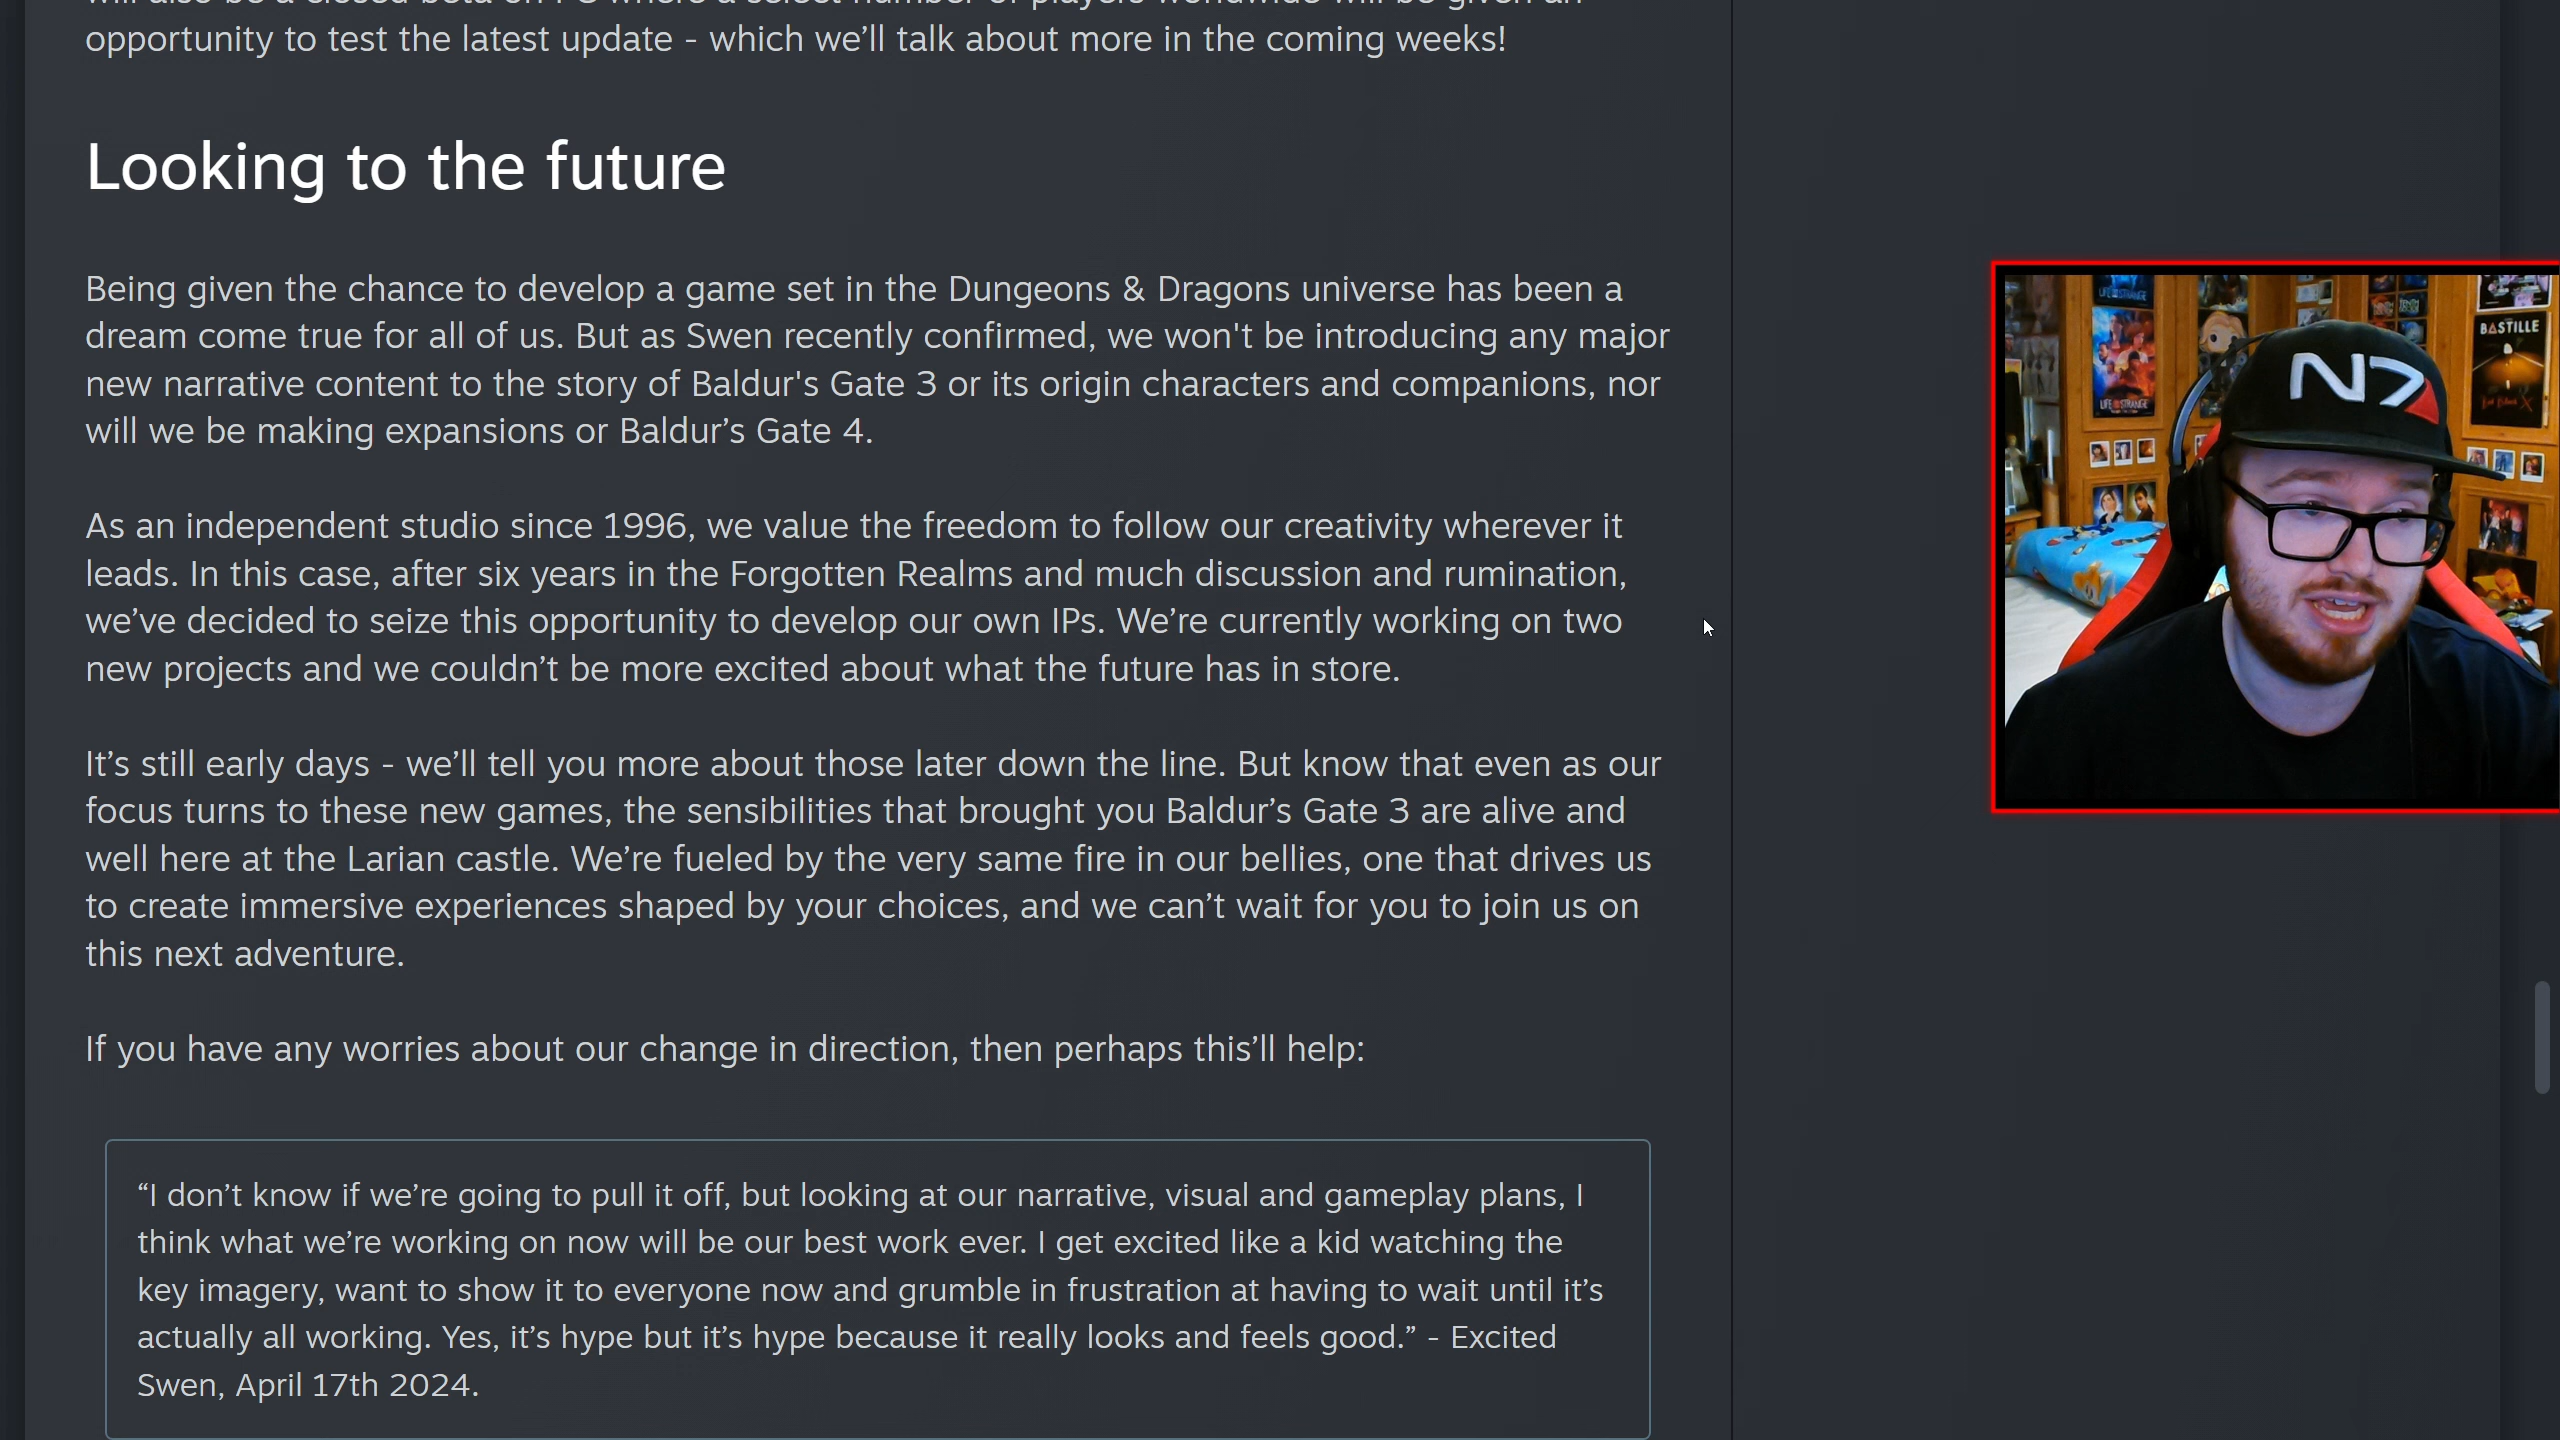 opportunity to test the latest update - which we’ll talk about more in the coming weeks!
Looking to the future
Being given the chance to develop a game set in the Dungeons & Dragons universe has been a
dream come true for all of us. But as Swen recently confirmed, we won't be introducing any major
new narrative content to the story of Baldur's Gate 3 or its origin characters and companions, nor
will we be making expansions or Baldur’s Gate 4.
As an independent studio since 1996, we value the freedom to follow our creativity wherever it
leads. In this case, after six years in the Forgotten Realms and much discussion and rumination,
we’ve decided to seize this opportunity to develop our own IPs. We’re currently working on two
new projects and we couldn’t be more excited about what the future has in store.
It’s still early days - we’ll tell you more about those later down the line. But know that even as our
focus turns to these new games, the sensibilities that brought you Baldur’s Gate 3 are alive and
well here at the Larian castle. We’re fueled by the very same fire in our bellies, one that drives us
to create immersive experiences shaped by your choices, and we can’t wait for you to join us on
this next adventure.
If you have any worries about our change in direction, then perhaps this’ll help:
“I don’t know if we’re going to pull it off, but looking at our narrative, visual and gameplay plans, I
think what we’re working on now will be our best work ever. I get excited like a kid watching the
key imagery, want to show it to everyone now and grumble in frustration at having to wait until it’s
actually all working. Yes, it’s hype but it’s hype because it really looks and feels good.” - Excited
Swen, April 17th 2024.
BASTILLE
N7
LIFE IS STRANGE